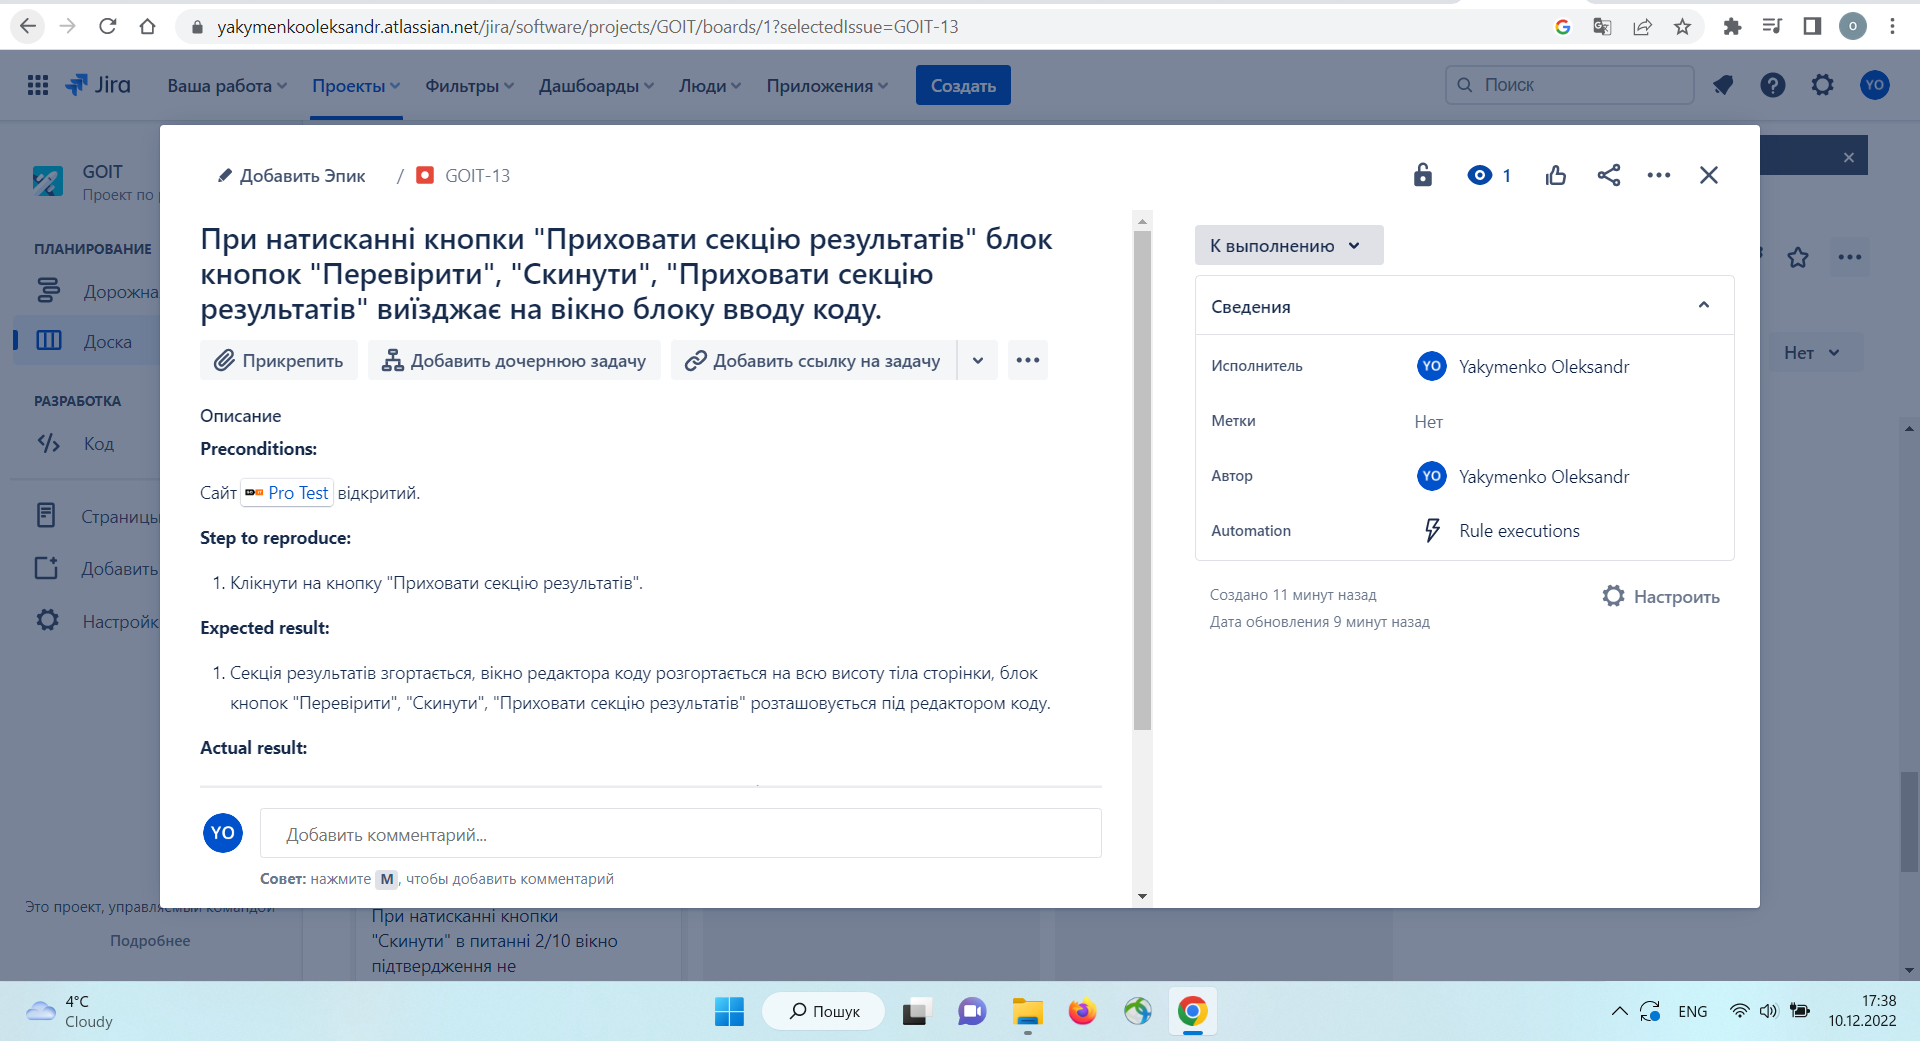 yakymenkooleksandr.atlassian.net/jira/software/projects/GOIT/boards/1?selectedIssue=GOIT-13
O
Jira
Ваша работа
Проекты
Фильтры
Дашборды
Люди
Приложения
Создать
Поиск
YO
GOIT
Проект по
ПЛАНИРОВАНИЕ
Дорожна
Доска
РАЗРАБОТКА
Код
Страницы
Добавить
Настройк
Это проект, управляемый командой
Подробнее
Добавить Эпик / GOIT-13
1
При натисканні кнопки "Приховати секцію результатів" блок
кнопок "Перевірити", "Скинути", "Приховати секцію
результатів" виїзджає на вікно блоку вводу коду.
Прикрепить
Добавить дочернюю задачу
Добавить ссылку на задачу
Описание
Preconditions:
Сайт Pro Test відкритий.
Step to reproduce:
1. Клікнути на кнопку "Приховати секцію результатів".
Expected result:
1. Секція результатів згортається, вікно редактора коду розгортається на всю висоту тіла сторінки, блок
кнопок "Перевірити", "Скинути", "Приховати секцію результатів" розташовується під редактором коду.
Actual result:
YO
Добавить комментарий...
Совет: нажмите M, чтобы добавить комментарий
К выполнению
Сведения
Исполнитель
YO Yakymenko Oleksandr
Метки
Нет
Автор
YO Yakymenko Oleksandr
Automation
Rule executions
Создано 11 минут назад
Дата обновления 9 минут назад
Настроить
Нет
При натисканні кнопки
"Скинути" в питанні 2/10 вікно
підтвердження не
4°C
Cloudy
Пошук
ENG
17:38
10.12.2022